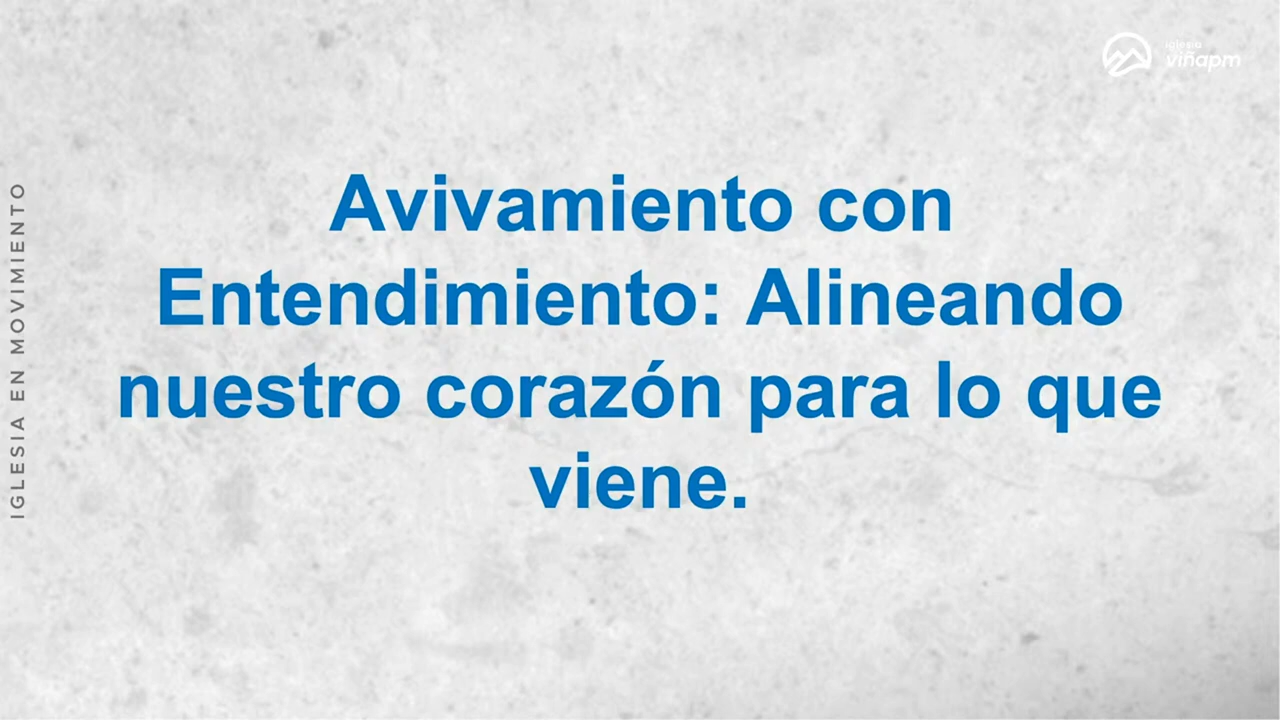 iglesia
viñapm
Avivamiento con
Entendimiento: Alineando
nuestro corazón para lo que
viene.
IGLESIA EN MOVIMIENTO